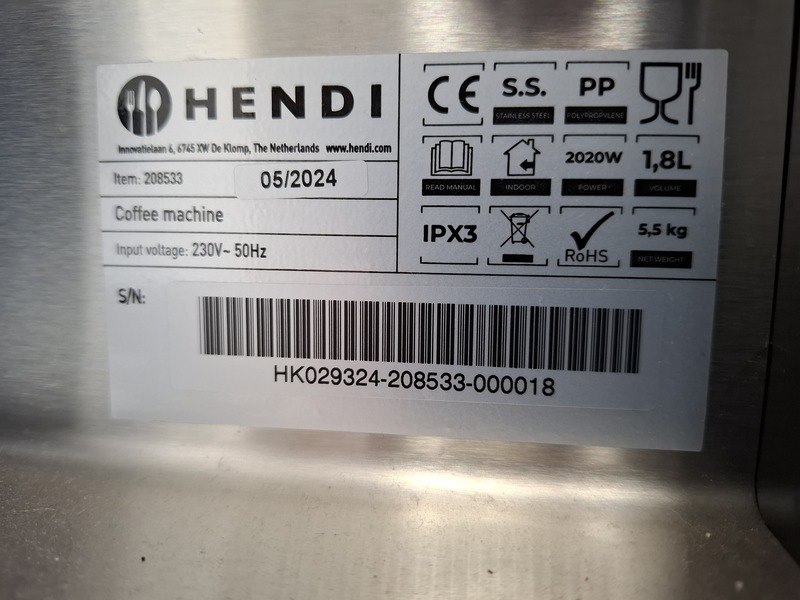 HENDI
Innovatielaan 6, 6745 XW De Klomp, The Netherlands www.hendi.com
Item: 208533
05/2024
Coffee machine
Input voltage: 230V~ 50Hz
CE
S.S.
STAINLESS STEEL
PP
POLYPROPYLENE
READ MANUAL
INDOOR
2020W
POWER
1,8L
VOLUME
IPX3
RoHS
5,5 kg
NET WEIGHT
S/N:
HK029324-208533-000018